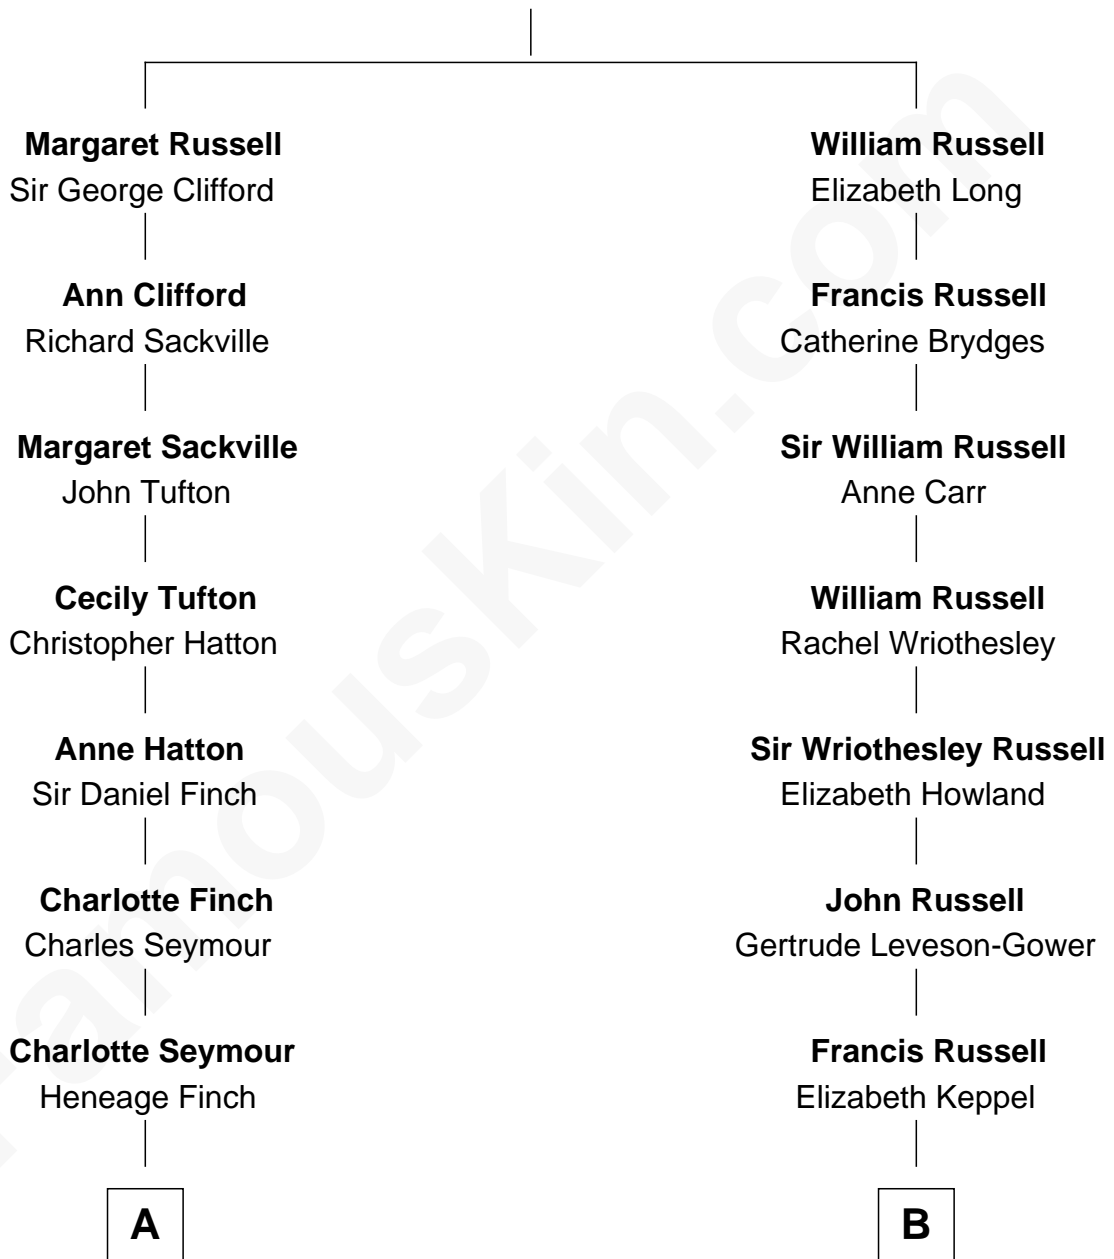 Margaret Russell
Sir George Clifford
Ann Clifford
Richard Sackville
Margaret Sackville
John Tufton
Cecily Tufton
Christopher Hatton
Anne Hatton
Sir Daniel Finch
Charlotte Finch
Charles Seymour
Charlotte Seymour
Heneage Finch
A
William Russell
Elizabeth Long
Francis Russell
Catherine Brydges
Sir William Russell
Anne Carr
William Russell
Rachel Wriothesley
Sir Wriothesley Russell
Elizabeth Howland
John Russell
Gertrude Leveson-Gower
Francis Russell
Elizabeth Keppel
B
FamousKin.com